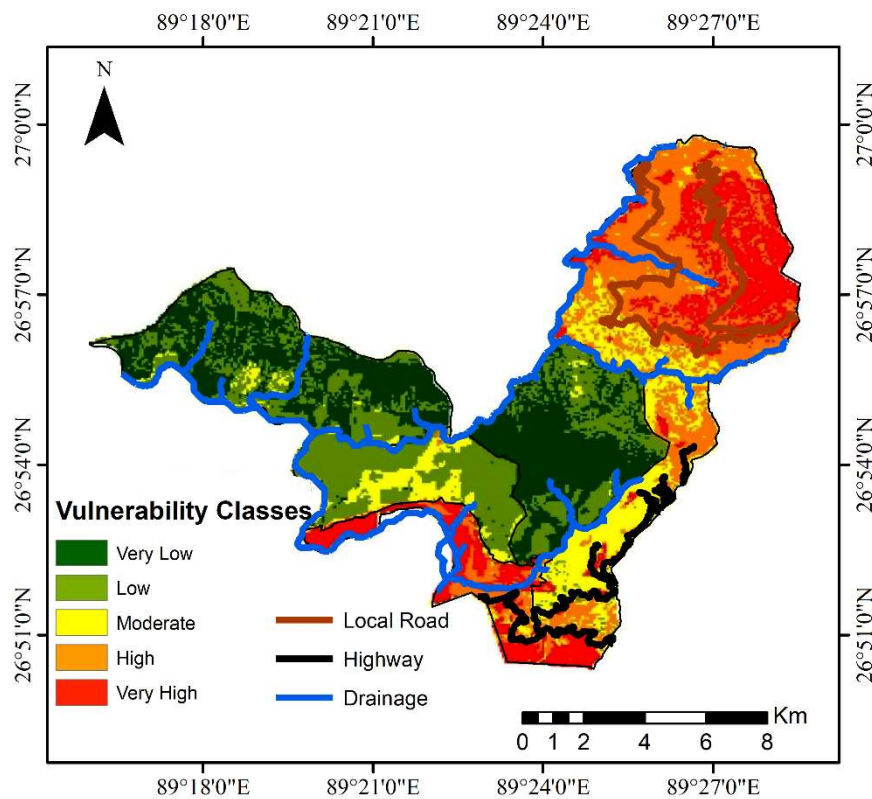 89°18'0"E 89°21'0"E 89°24'0"E 89°27'0"E
N
27°0'0"N 27°0'0"N
26°57'0"N 26°57'0"N
26°54'0"N 26°54'0"N
26°51'0"N 26°51'0"N
Vulnerability Classes
Very Low
Low
Moderate
High
Very High
Local Road
Highway
Drainage
Km
0 1 2 4 6 8
89°18'0"E 89°21'0"E 89°24'0"E 89°27'0"E